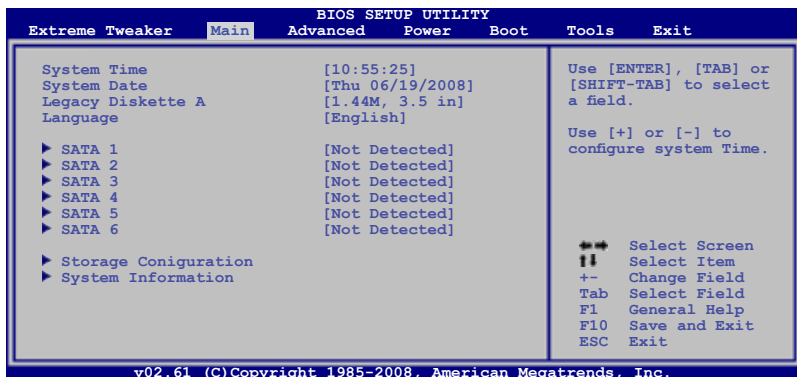 BIOS SETUP UTILITY
Extreme Tweaker Main Advanced Power Boot Tools Exit
System Time [10:55:25]
System Date [Thu 06/19/2008]
Legacy Diskette A [1.44M, 3.5 in]
Language [English]
SATA 1 [Not Detected]
SATA 2 [Not Detected]
SATA 3 [Not Detected]
SATA 4 [Not Detected]
SATA 5 [Not Detected]
SATA 6 [Not Detected]
Storage Coniguration
System Information
Use [ENTER], [TAB] or
[SHIFT-TAB] to select
a field.
Use [+] or [-] to
configure system Time.
Select Screen
Select Item
+- Change Field
Tab Select Field
F1 General Help
F10 Save and Exit
ESC Exit
v02.61 (C)Copyright 1985-2008, American Megatrends, Inc.